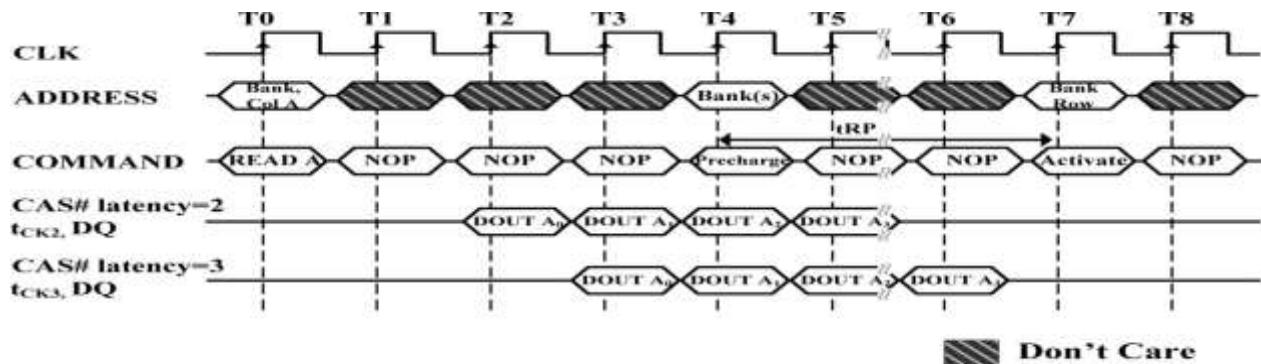 T0 T1 T2 T3 T4 T5 T6 T7 T8
CLK
ADDRESS
Bank, Col A
Bank(s)
Bank Row
tRP
COMMAND
READ A NOP NOP NOP Precharge NOP NOP Activate NOP
CAS# latency=2
tCK2, DQ
DOUT A0 DOUT A1 DOUT A2 DOUT A3
CAS# latency=3
tCK3, DQ
DOUT A0 DOUT A1 DOUT A2 DOUT A3
Don't Care